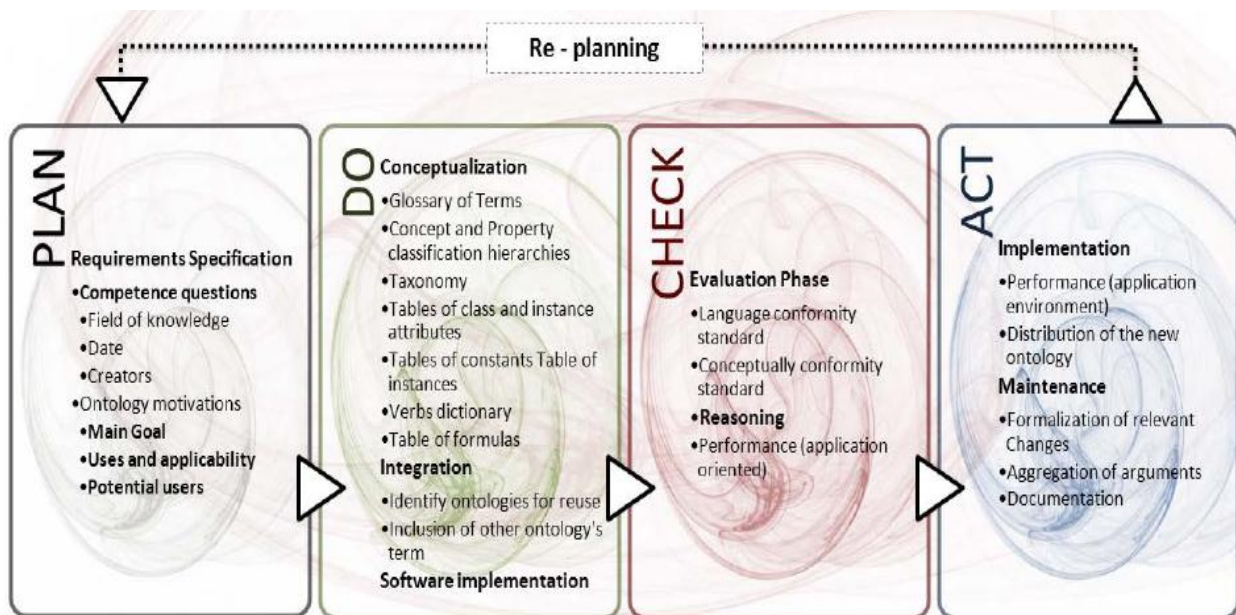 Re - planning
PLAN
Requirements Specification
•Competence questions
•Field of knowledge
•Date
•Creators
•Ontology motivations
•Main Goal
•Uses and applicability
•Potential users
DO
Conceptualization
•Glossary of Terms
•Concept and Property
classification hierarchies
•Taxonomy
•Tables of class and instance
attributes
•Tables of constants Table of
instances
•Verbs dictionary
•Table of formulas
Integration
•Identify ontologies for reuse
•Inclusion of other ontology's
term
Software implementation
CHECK
Evaluation Phase
•Language conformity
standard
•Conceptually conformity
standard
•Reasoning
•Performance (application
oriented)
ACT
Implementation
•Performance (application
environment)
•Distribution of the new
ontology
Maintenance
•Formalization of relevant
Changes
•Aggregation of arguments
•Documentation